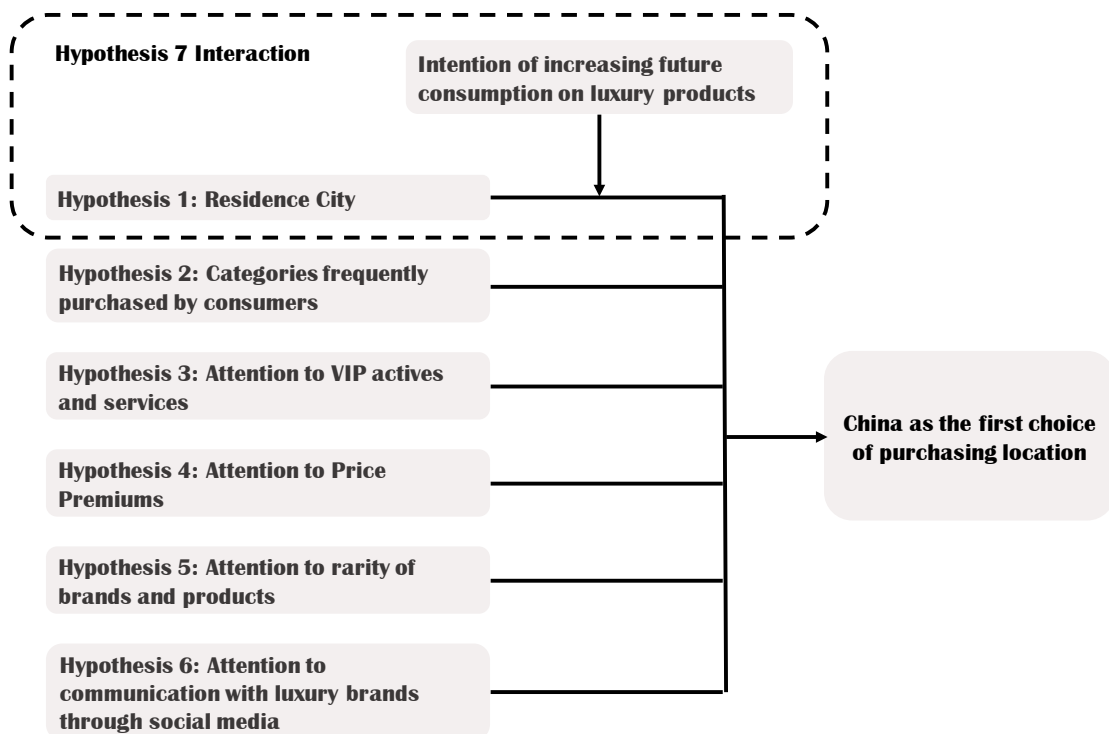 Hypothesis 7 Interaction
Intention of increasing future
consumption on luxury products
Hypothesis 1: Residence City
Hypothesis 2: Categories frequently
purchased by consumers
Hypothesis 3: Attention to VIP actives
and services
Hypothesis 4: Attention to Price
Premiums
Hypothesis 5: Attention to rarity of
brands and products
Hypothesis 6: Attention to
communication with luxury brands
through social media
China as the first choice
of purchasing location